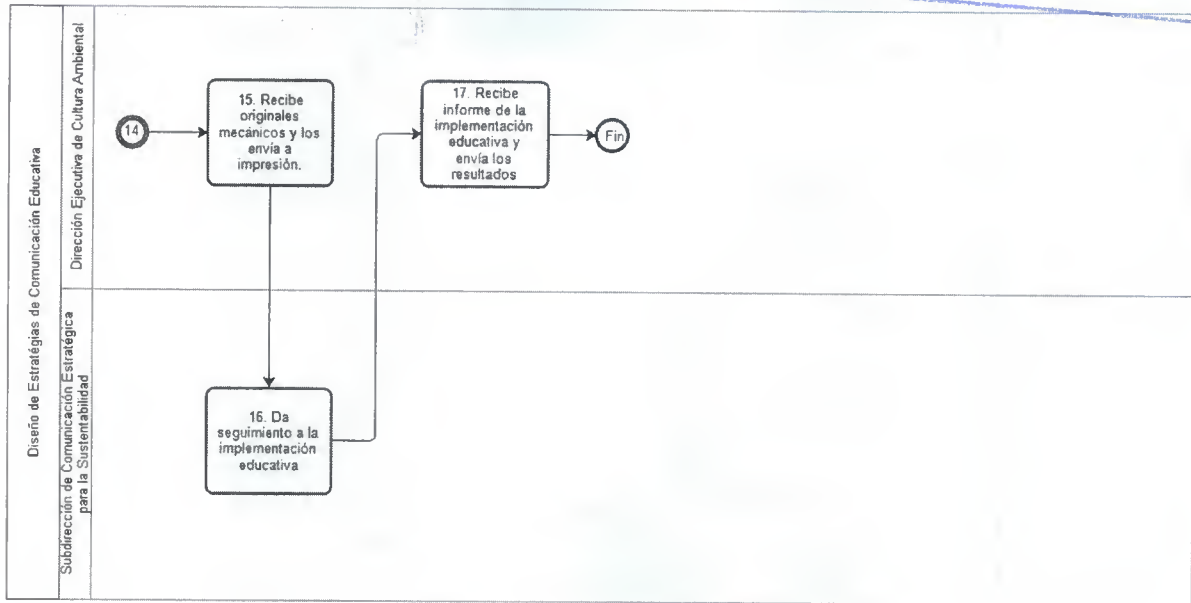 Diseño de Estratégias de Comunicación Educativa
Dirección Ejecutiva de Cultura Ambiental
14
15. Recibe
originales
mecánicos y los
envía a
impresión.
17. Recibe
informe de la
implementación
educativa y
envía los
resultados
Fin
Subdirección de Comunicación Estratégica
para la Sustentabilidad
16. Da
seguimiento a la
implementación
educativa